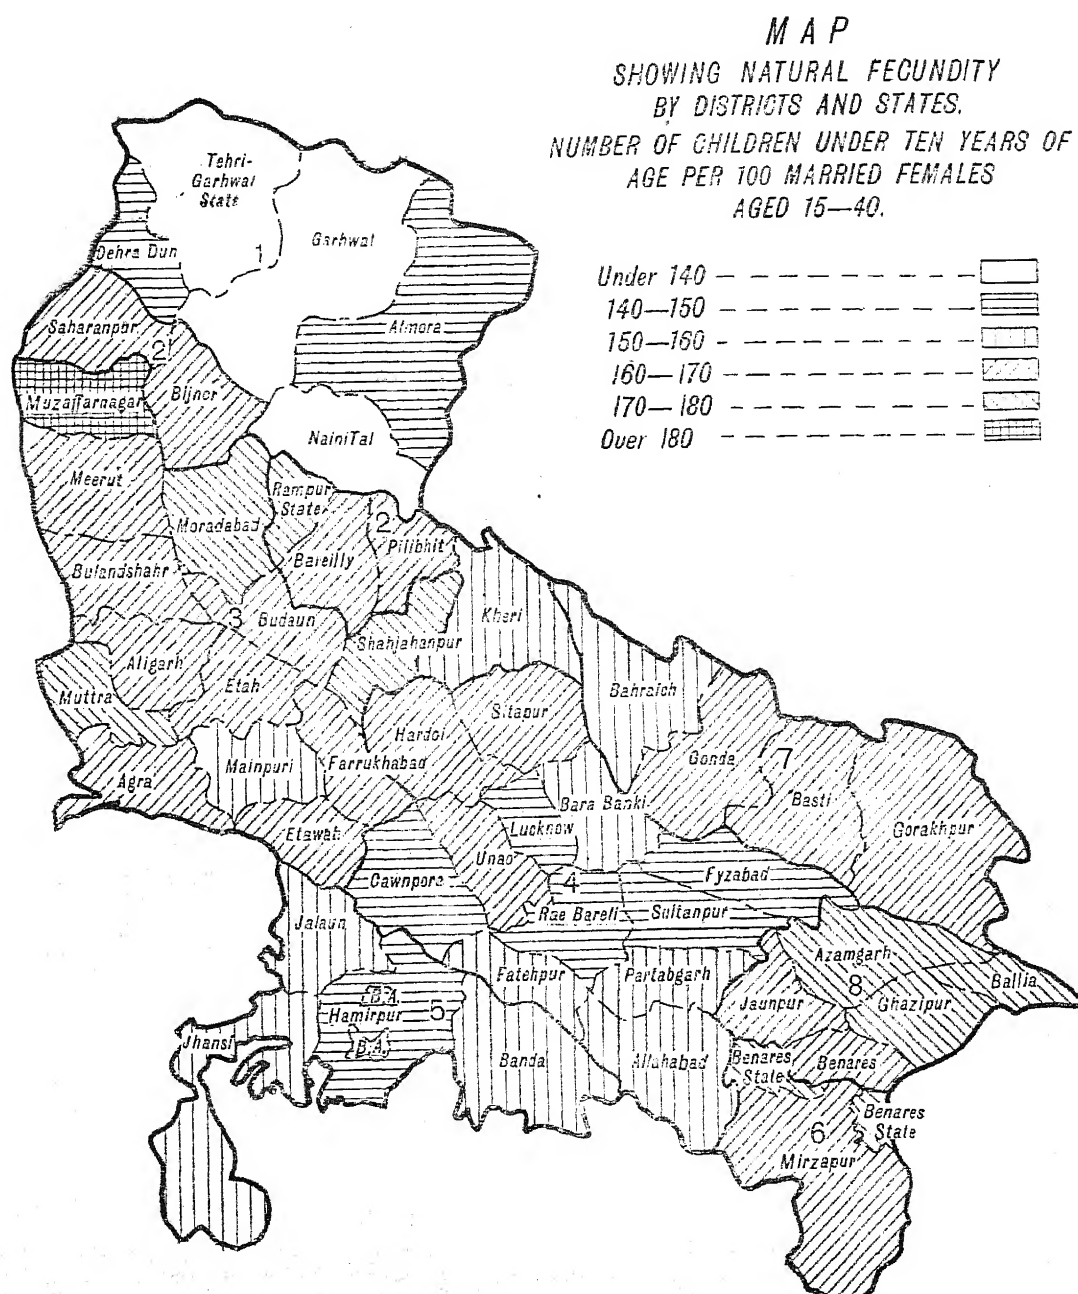 MAP
SHOWING NATURAL FECUNDITY
BY DISTRICTS AND STATES.
NUMBER OF CHILDREN UNDER TEN YEARS OF
AGE PER 100 MARRIED FEMALES
AGED 15—40.
Under 140
140—150
150—160
160—170
170—180
Over 180
Tehri-
Garhwal
State
1
Garhwal
Dehra Dun
Almora
Saharanpur
2
Muzaffarnagar
Bijnor
Naini Tal
Meerut
Moradabad
Rampur
State
2
Pilibhit
Bareilly
Bulandshahr
3
Budaun
Shahjahanpur
Kheri
Aligarh
Etah
Muttra
Bahraich
Sitapur
Hardoi
Farrukhabad
Mainpuri
Agra
Gonda
7
Basti
Gorakhpur
Bara Banki
Lucknow
Etawah
Unao
Cawnpore
4
Fyzabad
Rae Bareli
Sultanpur
Jalaun
Fatehpur
Partabgarh
Azamgarh
8
Ballia
Ghazipur
Jaunpur
B.A.
Hamirpur
5
B.A.
Jhansi
Banda
Allahabad
Benares
State
Benares
Benares
State
6
Mirzapur